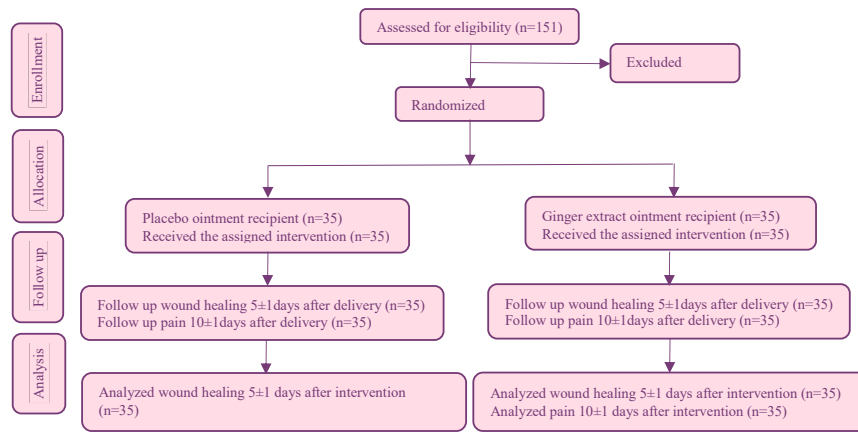 Assessed for eligibility (n=151)
Enrollment
Excluded
Randomized
Allocation
Placebo ointment recipient (n=35)
Received the assigned intervention (n=35)
Ginger extract ointment recipient (n=35)
Received the assigned intervention (n=35)
Follow up
Follow up wound healing 5±1days after delivery (n=35)
Follow up pain 10±1days after delivery (n=35)
Follow up wound healing 5±1days after delivery (n=35)
Follow up pain 10±1days after delivery (n=35)
Analysis
Analyzed wound healing 5±1 days after intervention
(n=35)
Analyzed wound healing 5±1 days after intervention (n=35)
Analyzed pain 10±1 days after intervention (n=35)